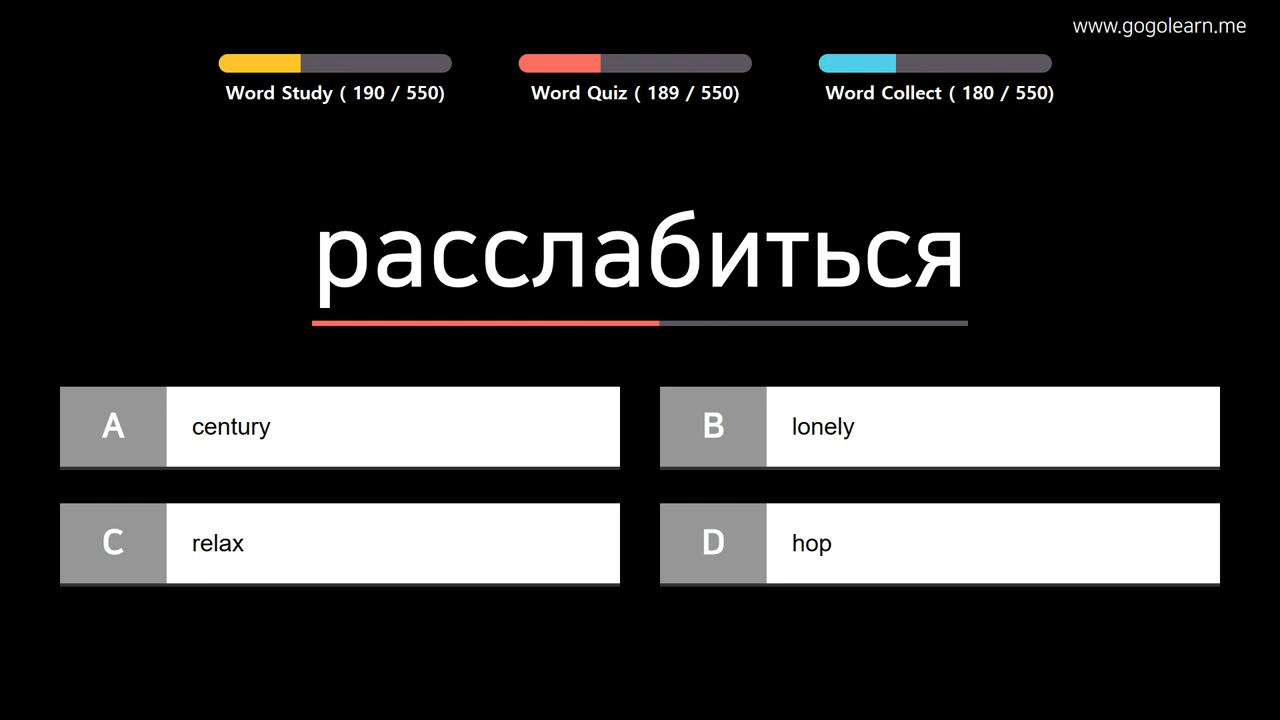 www.gogolearn.me
Word Study ( 190 / 550)
Word Quiz ( 189 / 550)
Word Collect ( 180 / 550)
расслабиться
A century
B lonely
C relax
D hop